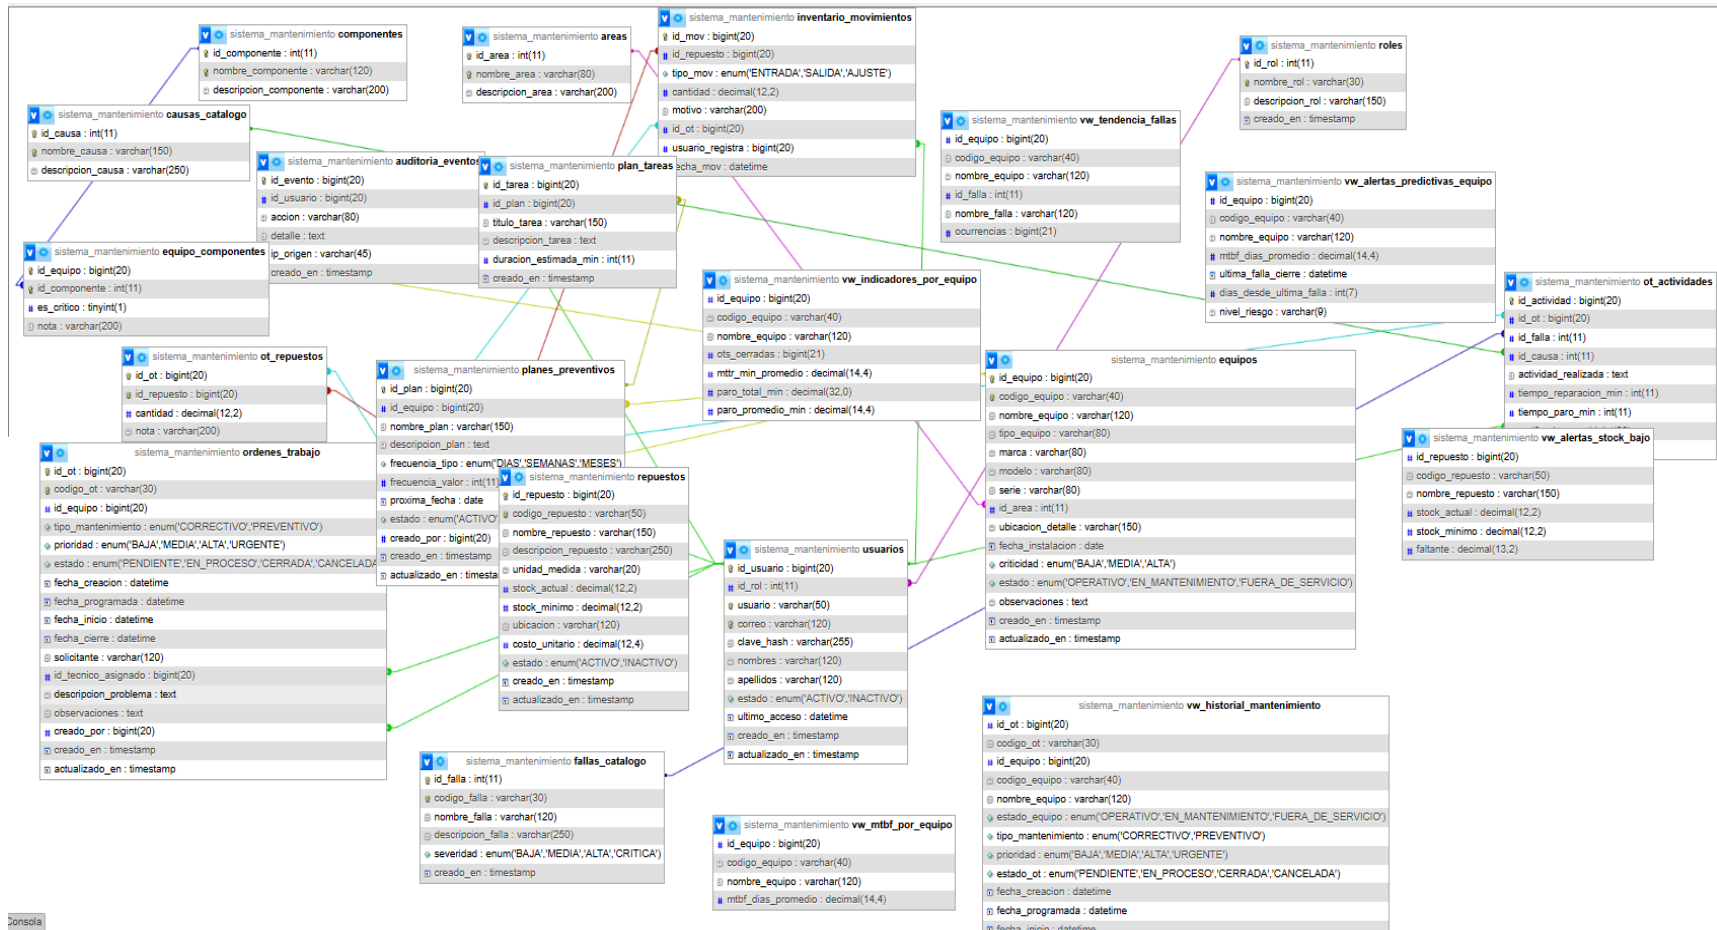 sistema_mantenimiento componentes
id_componente : int(11)
nombre_componente : varchar(120)
descripcion_componente : varchar(200)
sistema_mantenimiento areas
id_area : int(11)
nombre_area : varchar(80)
descripcion_area : varchar(200)
sistema_mantenimiento inventario_movimientos
id_mov : bigint(20)
id_repuesto : bigint(20)
tipo_mov : enum('ENTRADA','SALIDA','AJUSTE')
cantidad : decimal(12,2)
motivo : varchar(200)
id_ot : bigint(20)
usuario_registra : bigint(20)
fecha_mov : datetime
sistema_mantenimiento roles
id_rol : int(11)
nombre_rol : varchar(30)
descripcion_rol : varchar(150)
creado_en : timestamp
sistema_mantenimiento causas_catalogo
id_causa : int(11)
nombre_causa : varchar(150)
descripcion_causa : varchar(250)
sistema_mantenimiento auditoria_eventos
id_evento : bigint(20)
id_usuario : bigint(20)
accion : varchar(80)
detalle : text
ip_origen : varchar(45)
creado_en : timestamp
sistema_mantenimiento plan_tareas
id_tarea : bigint(20)
id_plan : bigint(20)
titulo_tarea : varchar(150)
descripcion_tarea : text
duracion_estimada_min : int(11)
creado_en : timestamp
sistema_mantenimiento vw_tendencia_fallas
id_equipo : bigint(20)
codigo_equipo : varchar(40)
nombre_equipo : varchar(120)
id_falla : int(11)
nombre_falla : varchar(120)
ocurrencias : bigint(21)
sistema_mantenimiento vw_alertas_predictivas_equipo
id_equipo : bigint(20)
codigo_equipo : varchar(40)
nombre_equipo : varchar(120)
mtbf_dias_promedio : decimal(14,4)
ultima_falla_cierre : datetime
dias_desde_ultima_falla : int(7)
nivel_riesgo : varchar(9)
sistema_mantenimiento equipo_componentes
id_equipo : bigint(20)
id_componente : int(11)
es_critico : tinyint(1)
nota : varchar(200)
sistema_mantenimiento vw_indicadores_por_equipo
id_equipo : bigint(20)
codigo_equipo : varchar(40)
nombre_equipo : varchar(120)
ots_cerradas : bigint(21)
mttr_min_promedio : decimal(14,4)
paro_total_min : decimal(32,0)
paro_promedio_min : decimal(14,4)
sistema_mantenimiento ot_actividades
id_actividad : bigint(20)
id_ot : bigint(20)
id_falla : int(11)
id_causa : int(11)
actividad_realizada : text
tiempo_reparacion_min : int(11)
tiempo_paro_min : int(11)
sistema_mantenimiento ot_repuestos
id_ot : bigint(20)
id_repuesto : bigint(20)
cantidad : decimal(12,2)
nota : varchar(200)
sistema_mantenimiento planes_preventivos
id_plan : bigint(20)
id_equipo : bigint(20)
nombre_plan : varchar(150)
descripcion_plan : text
frecuencia_tipo : enum('DIAS','SEMANAS','MESES')
frecuencia_valor : int(11)
proxima_fecha : date
estado : enum('ACTIVO'
creado_por : bigint(20)
creado_en : timestamp
actualizado_en : timesta
sistema_mantenimiento equipos
id_equipo : bigint(20)
codigo_equipo : varchar(40)
nombre_equipo : varchar(120)
tipo_equipo : varchar(80)
marca : varchar(80)
modelo : varchar(80)
serie : varchar(80)
id_area : int(11)
ubicacion_detalle : varchar(150)
fecha_instalacion : date
criticidad : enum('BAJA','MEDIA','ALTA')
estado : enum('OPERATIVO','EN_MANTENIMIENTO','FUERA_DE_SERVICIO')
observaciones : text
creado_en : timestamp
actualizado_en : timestamp
sistema_mantenimiento vw_alertas_stock_bajo
id_repuesto : bigint(20)
codigo_repuesto : varchar(50)
nombre_repuesto : varchar(150)
stock_actual : decimal(12,2)
stock_minimo : decimal(12,2)
faltante : decimal(13,2)
sistema_mantenimiento ordenes_trabajo
id_ot : bigint(20)
codigo_ot : varchar(30)
id_equipo : bigint(20)
tipo_mantenimiento : enum('CORRECTIVO','PREVENTIVO')
prioridad : enum('BAJA','MEDIA','ALTA','URGENTE')
estado : enum('PENDIENTE','EN_PROCESO','CERRADA','CANCELADA
fecha_creacion : datetime
fecha_programada : datetime
fecha_inicio : datetime
fecha_cierre : datetime
solicitante : varchar(120)
id_tecnico_asignado : bigint(20)
descripcion_problema : text
observaciones : text
creado_por : bigint(20)
creado_en : timestamp
actualizado_en : timestamp
sistema_mantenimiento repuestos
id_repuesto : bigint(20)
codigo_repuesto : varchar(50)
nombre_repuesto : varchar(150)
descripcion_repuesto : varchar(250)
unidad_medida : varchar(20)
stock_actual : decimal(12,2)
stock_minimo : decimal(12,2)
ubicacion : varchar(120)
costo_unitario : decimal(12,4)
estado : enum('ACTIVO','INACTIVO')
creado_en : timestamp
actualizado_en : timestamp
sistema_mantenimiento usuarios
id_usuario : bigint(20)
id_rol : int(11)
usuario : varchar(50)
correo : varchar(120)
clave_hash : varchar(255)
nombres : varchar(120)
apellidos : varchar(120)
estado : enum('ACTIVO','INACTIVO')
ultimo_acceso : datetime
creado_en : timestamp
actualizado_en : timestamp
sistema_mantenimiento fallas_catalogo
id_falla : int(11)
codigo_falla : varchar(30)
nombre_falla : varchar(120)
descripcion_falla : varchar(250)
severidad : enum('BAJA','MEDIA','ALTA','CRITICA')
creado_en : timestamp
sistema_mantenimiento vw_mtbf_por_equipo
id_equipo : bigint(20)
codigo_equipo : varchar(40)
nombre_equipo : varchar(120)
mtbf_dias_promedio : decimal(14,4)
sistema_mantenimiento vw_historial_mantenimiento
id_ot : bigint(20)
codigo_ot : varchar(30)
id_equipo : bigint(20)
codigo_equipo : varchar(40)
nombre_equipo : varchar(120)
estado_equipo : enum('OPERATIVO','EN_MANTENIMIENTO','FUERA_DE_SERVICIO')
tipo_mantenimiento : enum('CORRECTIVO','PREVENTIVO')
prioridad : enum('BAJA','MEDIA','ALTA','URGENTE')
estado_ot : enum('PENDIENTE','EN_PROCESO','CERRADA','CANCELADA')
fecha_creacion : datetime
fecha_programada : datetime
fecha_inicio : datetime
Consola